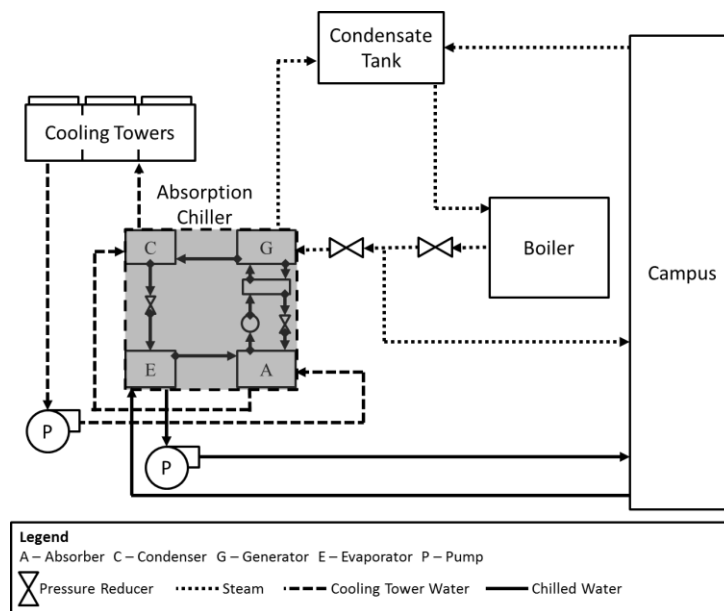 Condensate
Tank
Cooling Towers
Absorption
Chiller
C
G
Boiler
Campus
E
A
P
P
Legend
A – Absorber C – Condenser G – Generator E – Evaporator P – Pump
Pressure Reducer Steam Cooling Tower Water Chilled Water